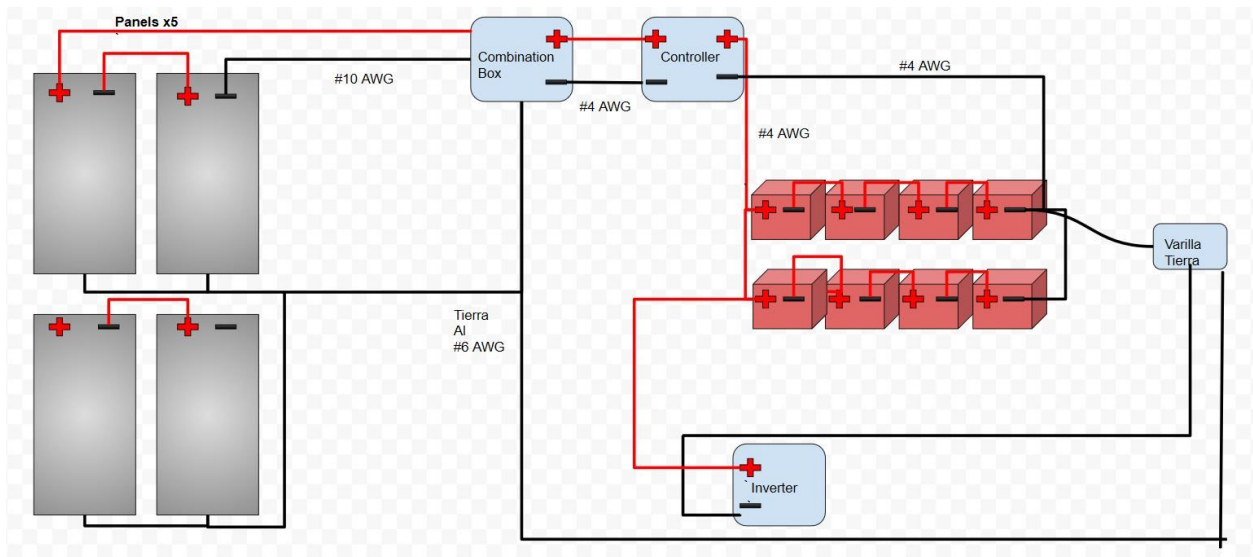 Panels x5
`
#10 AWG
Combination
Box
Controller
#4 AWG
#4 AWG
#4 AWG
`
Varilla
Tierra
Tierra
Al
#6 AWG
` Inverter
`